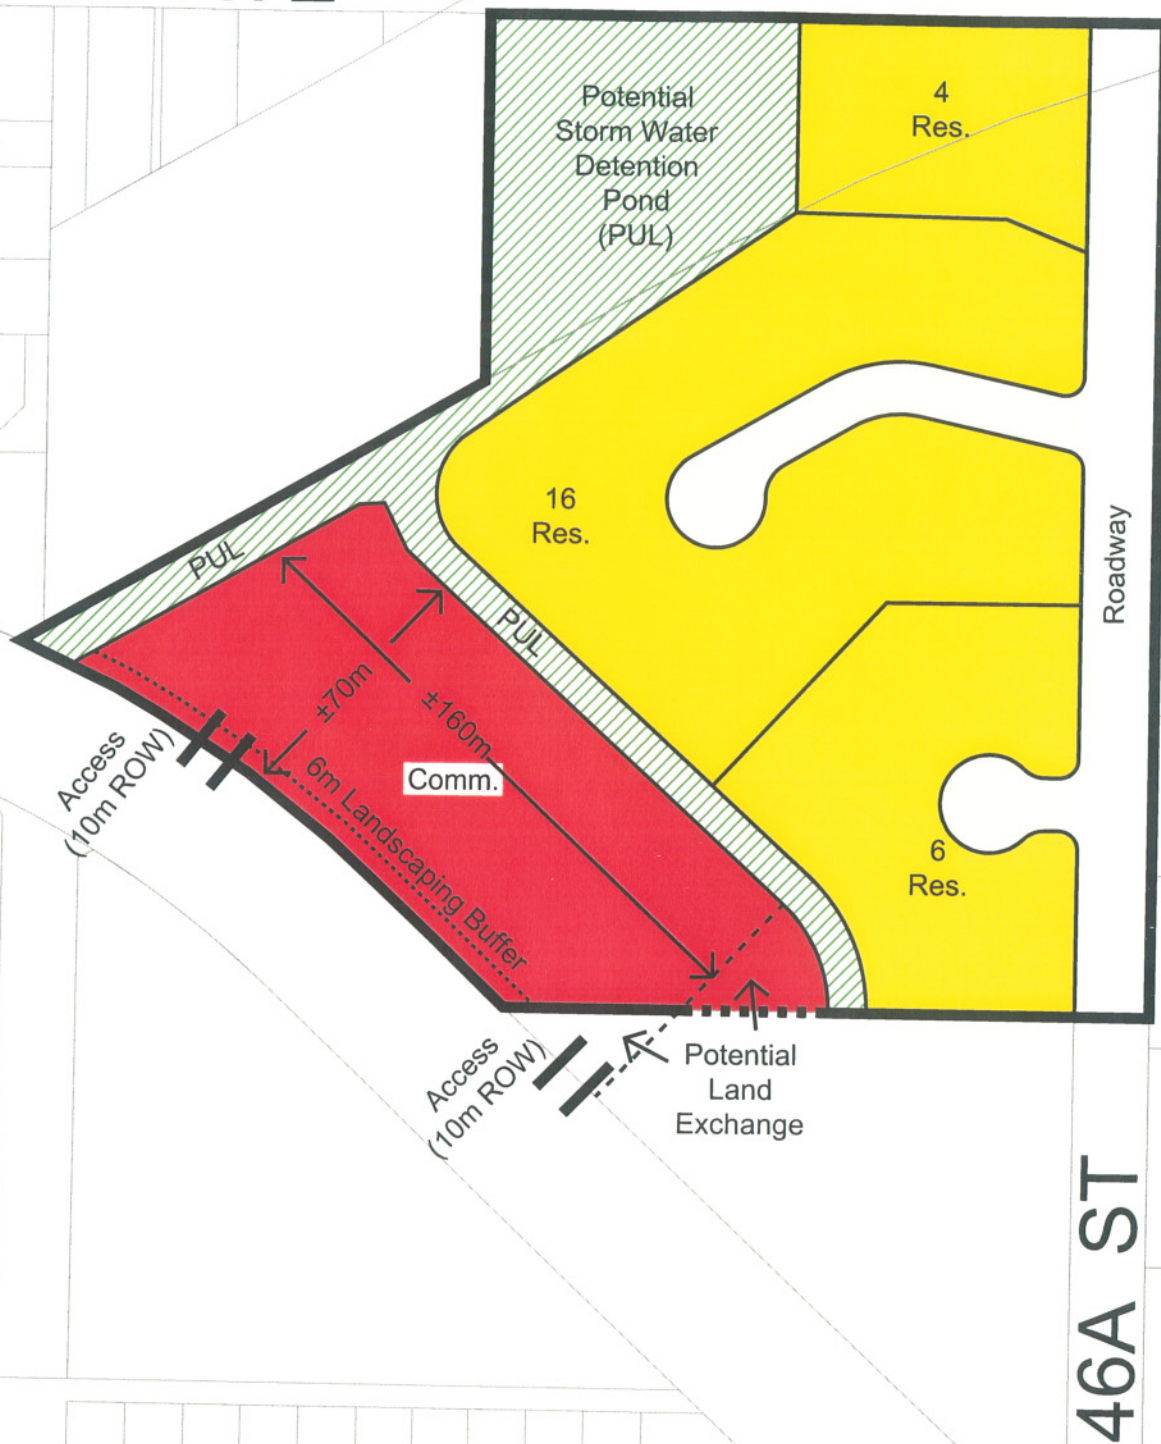 Potential
Storm Water
Detention
Pond
(PUL)
4
Res.
16
Res.
PUL
PUL
Roadway
±70m
±160m
Comm.
6m Landscaping Buffer
Access
(10m ROW)
6
Res.
Access
(10m ROW)
Potential
Land
Exchange
46A ST